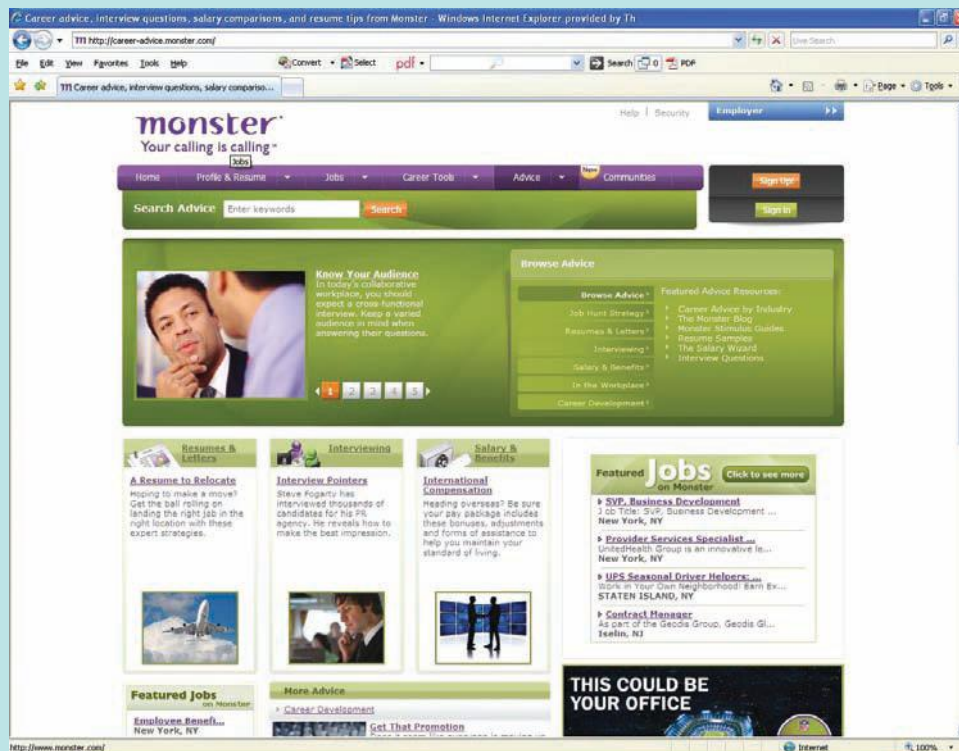 Career advice, interview questions, salary comparisons, and resume tips from Monster - Windows Internet Explorer provided by Th
http://career-advice.monster.com/
Live Search
File Edit View Favorites Tools Help
Convert Select
pdf
Search 0 PDF
Career advice, interview questions, salary compariso...
Page Tools
Help | Security
Employer
monster
Your calling is calling
Jobs
Home Profile & Resume Jobs Career Tools Advice New Communities
Sign Up!
Search Advice Enter keywords Search
Sign In
Know Your Audience
In today's collaborative
workplace, you should
expect a cross-functional
interview. Keep a varied
audience in mind when
answering their questions.
1 2 3 4 5
Browse Advice
Browse Advice
Job Hunt Strategy
Resumes & Letters
Interviewing
Salary & Benefits
In the Workplace
Career Development
Featured Advice Resources:
Career Advice by Industry
The Monster Blog
Monster Stimulus Guides
Resume Samples
The Salary Wizard
Interview Questions
Resumes &
Letters
A Resume to Relocate
Hoping to make a move?
Get the ball rolling on
landing the right job in the
right location with these
expert strategies.
Interviewing
Interview Pointers
Steve Fogarty has
interviewed thousands of
candidates for his PR
agency. He reveals how to
make the best impression.
Salary &
Benefits
International
Compensation
Heading overseas? Be sure
your pay package includes
these bonuses, adjustments
and forms of assistance to
help you maintain your
standard of living.
Featured Jobs on Monster
Click to see more
SVP, Business Development
Job Title: SVP, Business Development ...
New York, NY
Provider Services Specialist ...
UnitedHealth Group is an innovative le...
New York, NY
UPS Seasonal Driver Helpers: ...
Work in Your Own Neighborhood! Earn Ex...
STATEN ISLAND, NY
Contract Manager
As part of the Geodis Group, Geodis Gl...
Iselin, NJ
Featured Jobs
on Monster
Employee Benefi...
New York, NY
More Advice
Career Development
Get That Promotion
THIS COULD BE
YOUR OFFICE
http://www.monster.com/
Internet
100%